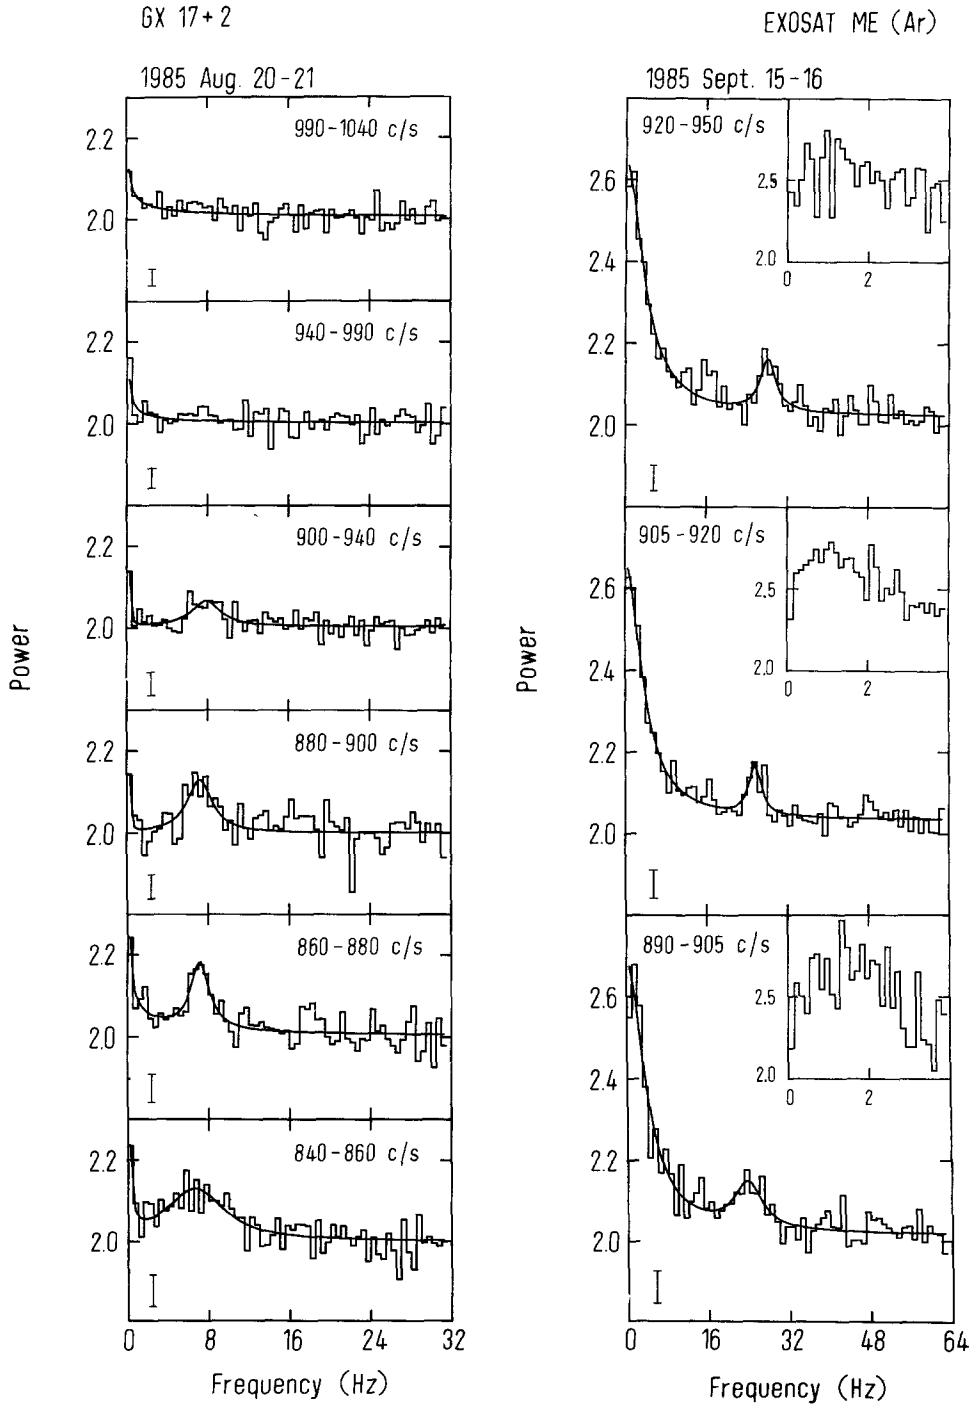 GX 17+2
EXOSAT ME (Ar)
1985 Aug. 20-21
990-1040 c/s
2.2
2.0
940-990 c/s
2.2
2.0
900-940 c/s
2.2
2.0
880-900 c/s
2.2
2.0
860-880 c/s
2.2
2.0
840-860 c/s
2.2
2.0
0 8 16 24 32
Power
Frequency (Hz)
1985 Sept. 15-16
920-950 c/s
2.6
2.4
2.2
2.0
2.5
2.0
0 2
905-920 c/s
2.6
2.4
2.2
2.0
2.5
2.0
0 2
890-905 c/s
2.6
2.4
2.2
2.0
2.5
2.0
0 2
0 16 32 48 64
Power
Frequency (Hz)